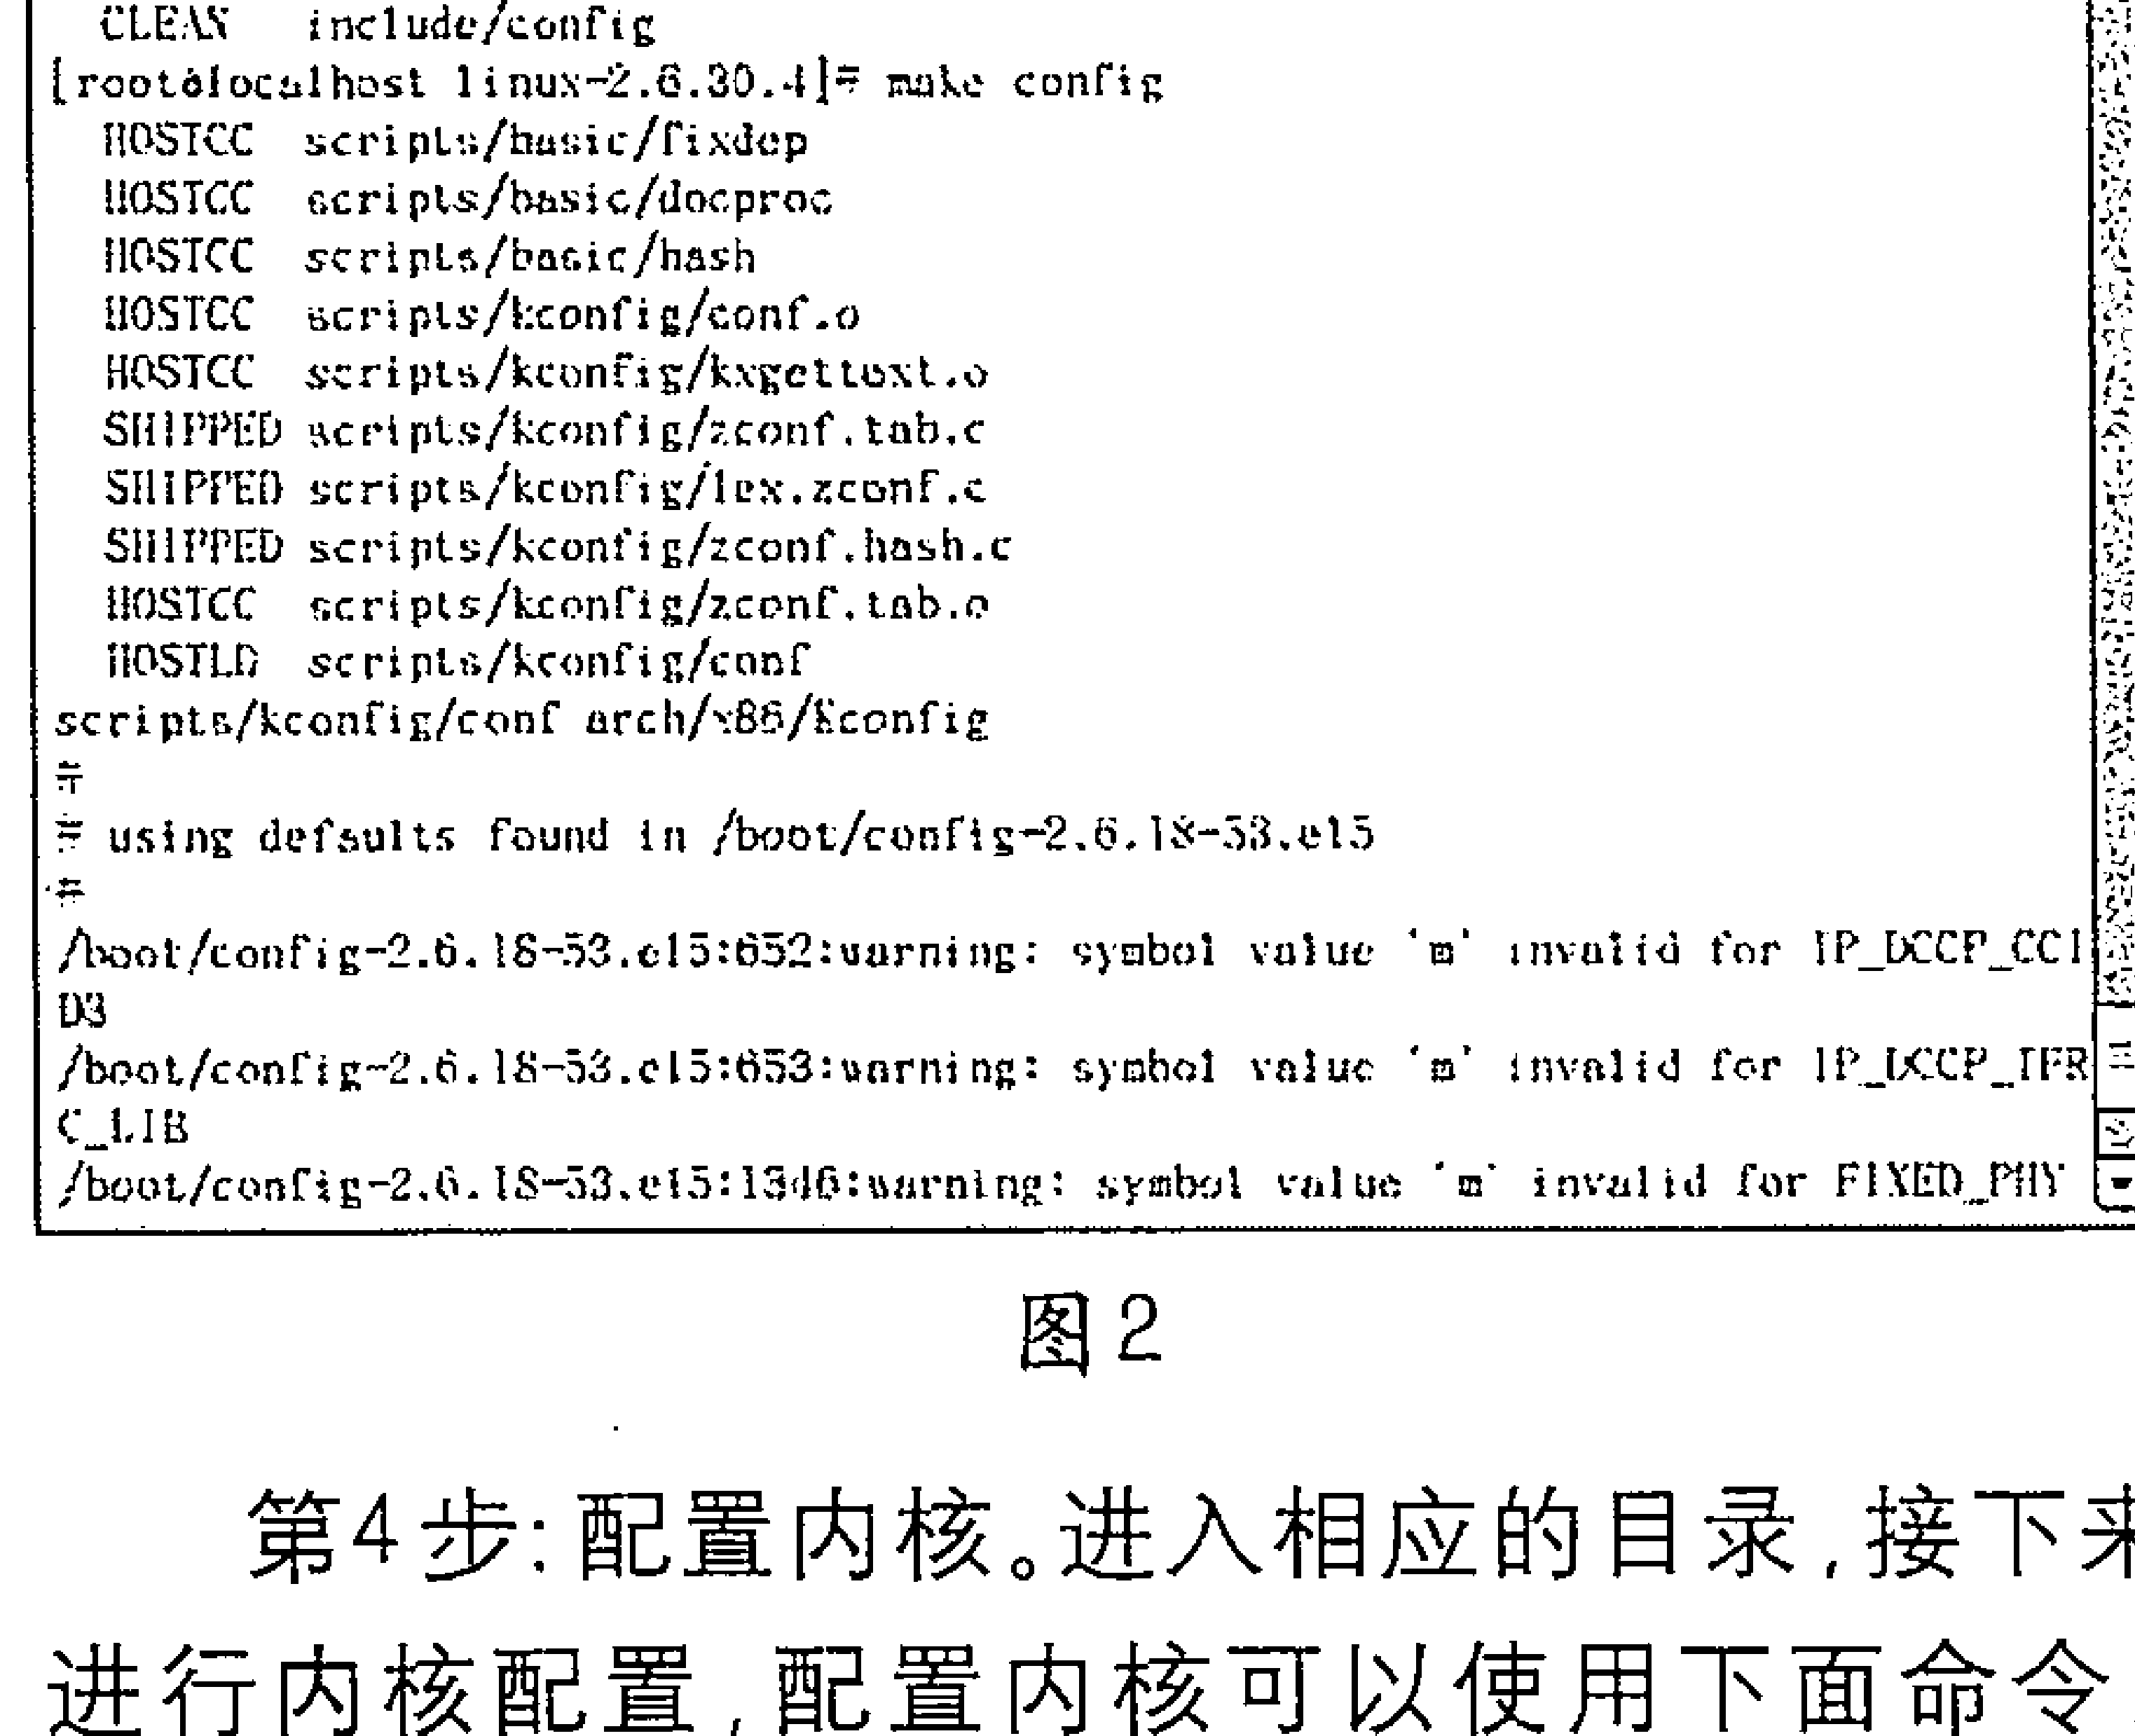 CLEAN   include/config
[root@localhost linux-2.6.30.4]# make config
HOSTCC  scripts/basic/fixdep
HOSTCC  scripts/basic/docproc
HOSTCC  scripts/basic/hash
HOSTCC  scripts/kconfig/conf.o
HOSTCC  scripts/kconfig/kxgettext.o
SHIPPED scripts/kconfig/zconf.tab.c
SHIPPED scripts/kconfig/lex.zconf.c
SHIPPED scripts/kconfig/zconf.hash.c
HOSTCC  scripts/kconfig/zconf.tab.o
HOSTLD  scripts/kconfig/conf
scripts/kconfig/conf arch/x86/Kconfig
#
# using defaults found in /boot/config-2.6.18-53.el5
#
/boot/config-2.6.18-53.el5:652:warning: symbol value 'm' invalid for IP_DCCP_CCI
D3
/boot/config-2.6.18-53.el5:653:warning: symbol value 'm' invalid for IP_DCCP_TFR
C_LIB
/boot/config-2.6.18-53.el5:1346:warning: symbol value 'm' invalid for FIXED_PHY
图2
第4步:配置内核。进入相应的目录,接下来
进行内核配置,配置内核可以使用下面命令